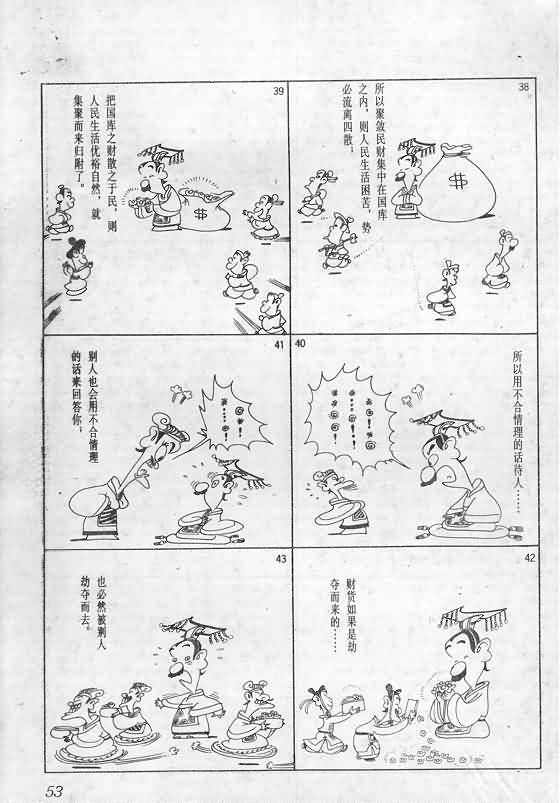 38
所以聚敛民财集中在国库
之内，则人民生活困苦，势
必流离四散；
$
39
把国库之财散之于民，则
人民生活优裕自然，就
集聚而来归附了。
$
40
所以用不合情理的话待人……
41
别人也会用不合情理
的话来回答你；
42
财货如果是劫
夺而来的……
43
也必然被别人
劫夺而去。
53